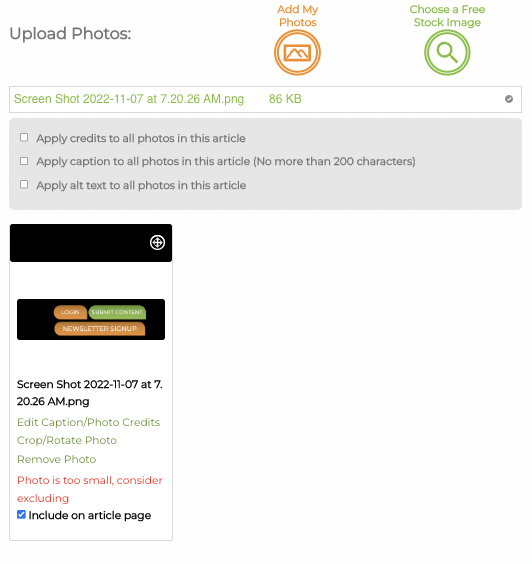 Upload Photos:
Add My
Photos
Choose a Free
Stock Image
Screen Shot 2022-11-07 at 7.20.26 AM.png 86 KB
Apply credits to all photos in this article
Apply caption to all photos in this article (No more than 200 characters)
Apply alt text to all photos in this article
LOGIN SUBMIT CONTENT
NEWSLETTER SIGNUP
Screen Shot 2022-11-07 at 7.
20.26 AM.png
Edit Caption/Photo Credits
Crop/Rotate Photo
Remove Photo
Photo is too small, consider
excluding
Include on article page